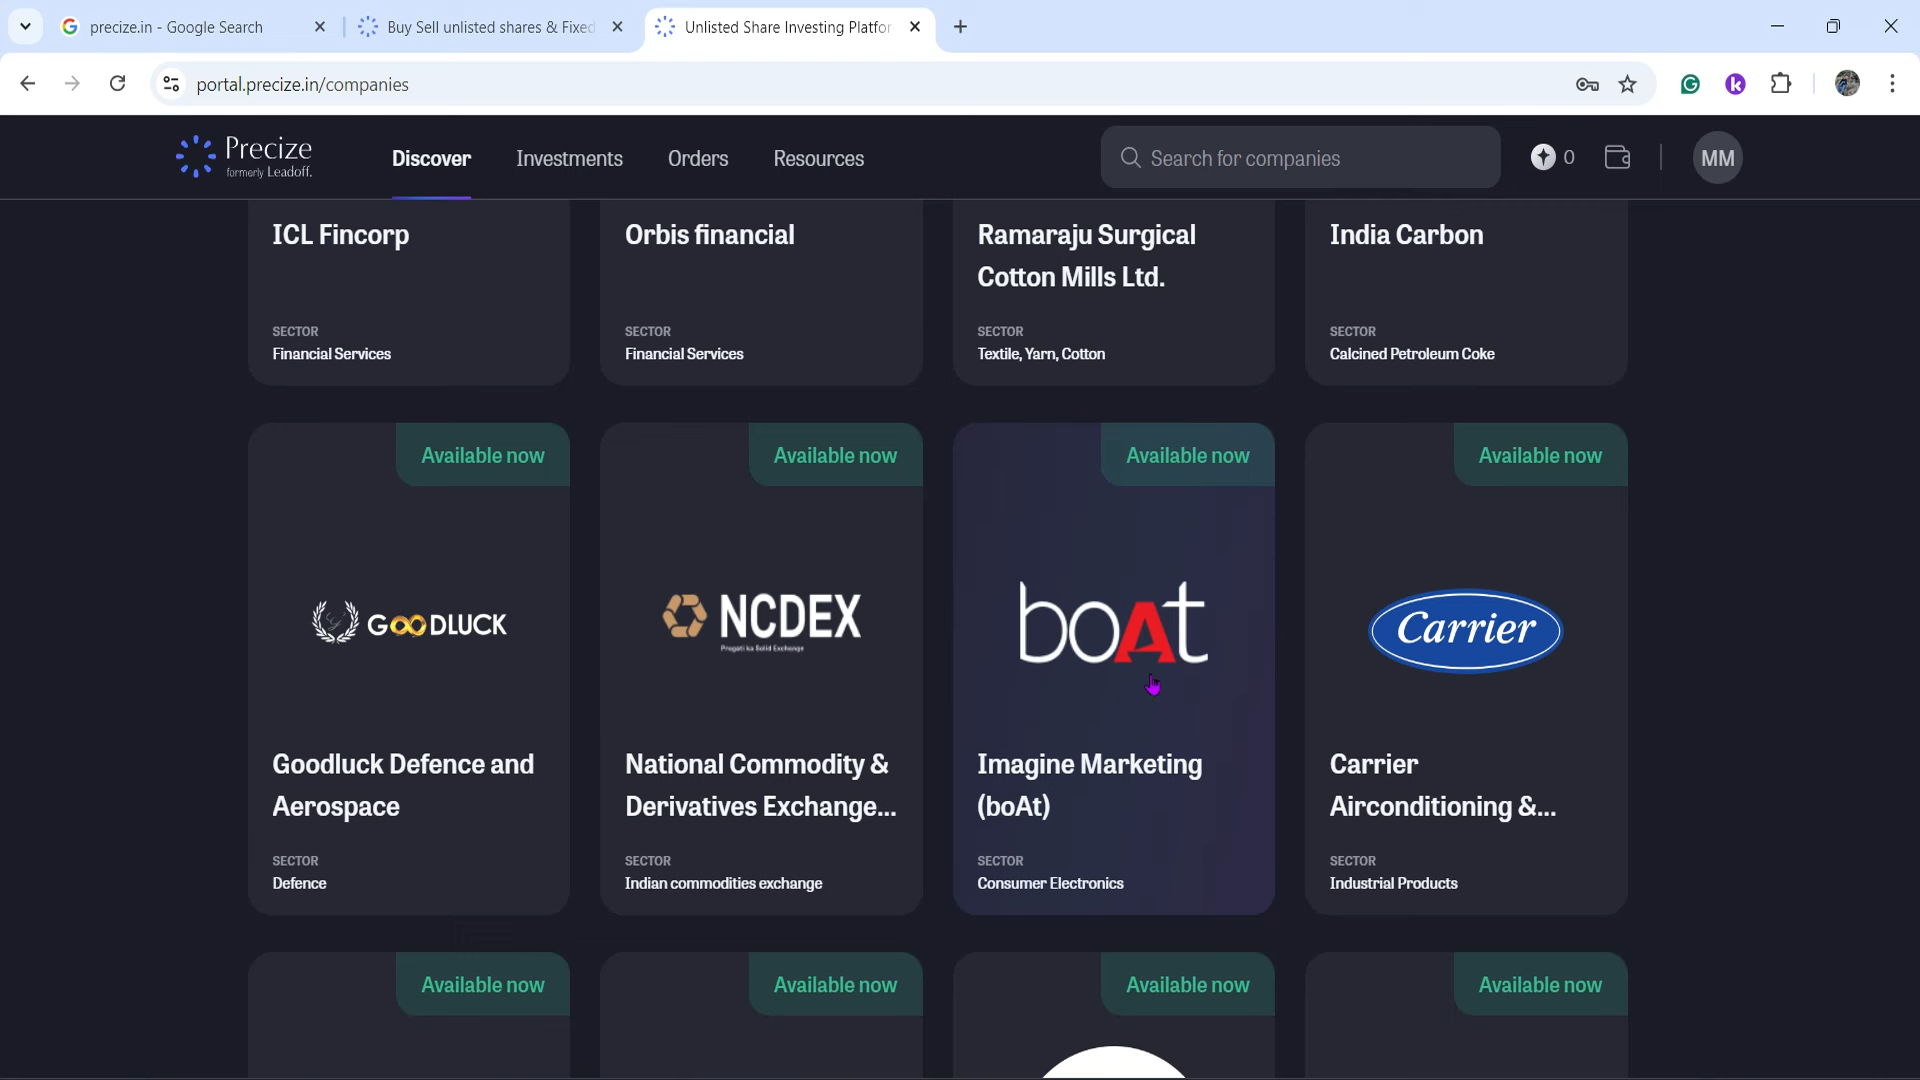 precize.in - Google Search
Buy Sell unlisted shares & Fixed
Unlisted Share Investing Platfor
portal.precize.in/companies
Precize
formerly Leadoff.
Discover
Investments
Orders
Resources
Search for companies
0
MM
ICL Fincorp
Orbis financial
Ramaraju Surgical
Cotton Mills Ltd.
India Carbon
SECTOR
Financial Services
SECTOR
Financial Services
SECTOR
Textile, Yarn, Cotton
SECTOR
Calcined Petroleum Coke
Available now
GOODLUCK
Goodluck Defence and
Aerospace
SECTOR
Defence
Available now
NCDEX
Pragati ka Solid Exchange
National Commodity &
Derivatives Exchange...
SECTOR
Indian commodities exchange
Available now
boAt
Imagine Marketing
(boAt)
SECTOR
Consumer Electronics
Available now
Carrier
Carrier
Airconditioning &...
SECTOR
Industrial Products
Available now
Available now
Available now
Available now